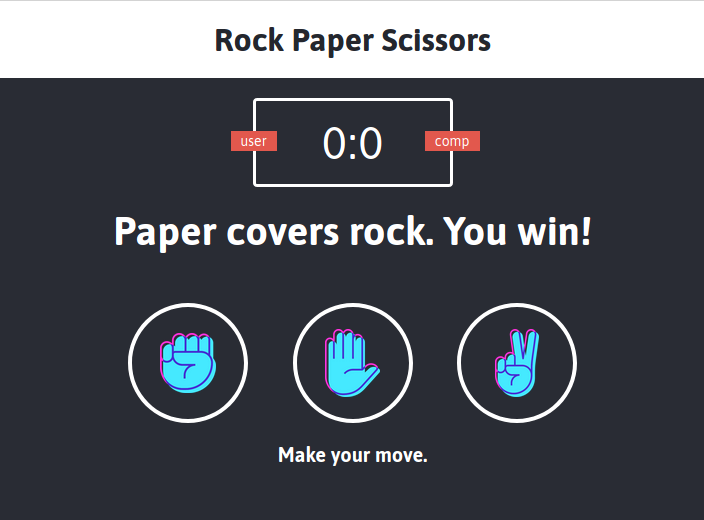 Rock Paper Scissors
user 0:0 comp
Paper covers rock. You win!
Make your move.